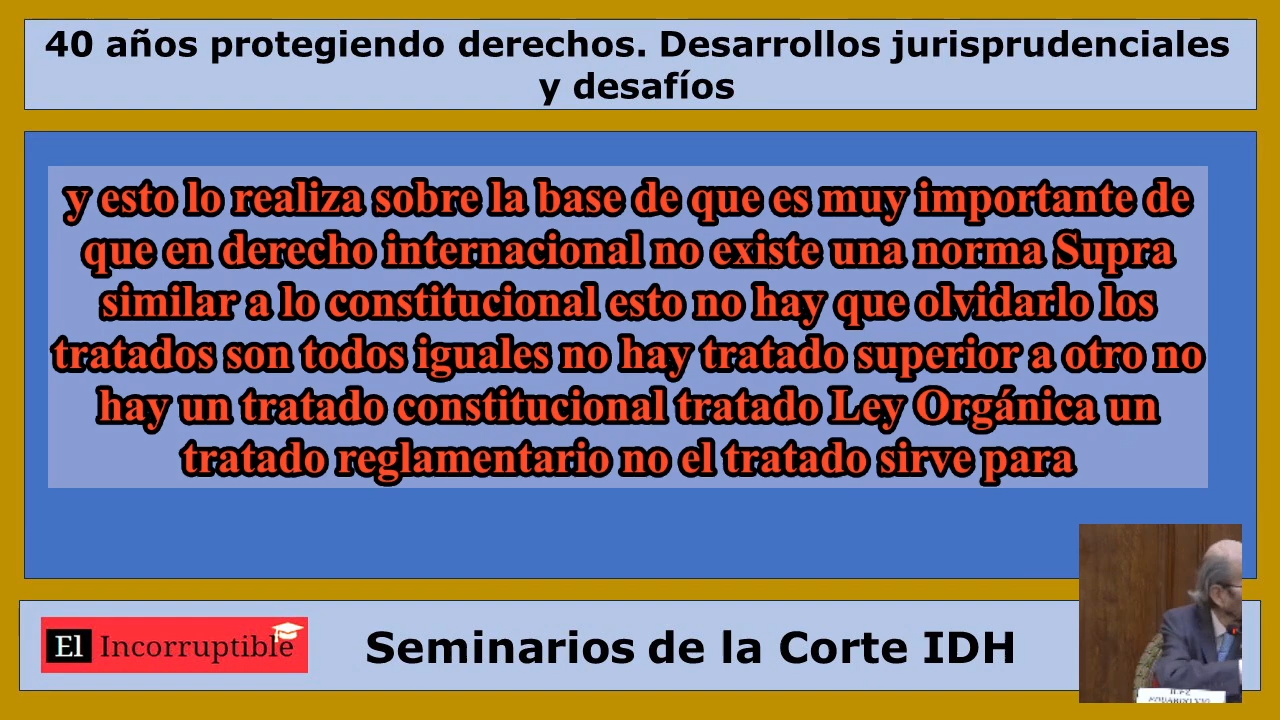 40 años protegiendo derechos. Desarrollos jurisprudenciales
y desafíos
y esto lo realiza sobre la base de que es muy importante de
que en derecho internacional no existe una norma Supra
similar a lo constitucional esto no hay que olvidarlo los
tratados son todos iguales no hay tratado superior a otro no
hay un tratado constitucional tratado Ley Orgánica un
tratado reglamentario no el tratado sirve para
El Incorruptible
Seminarios de la Corte IDH